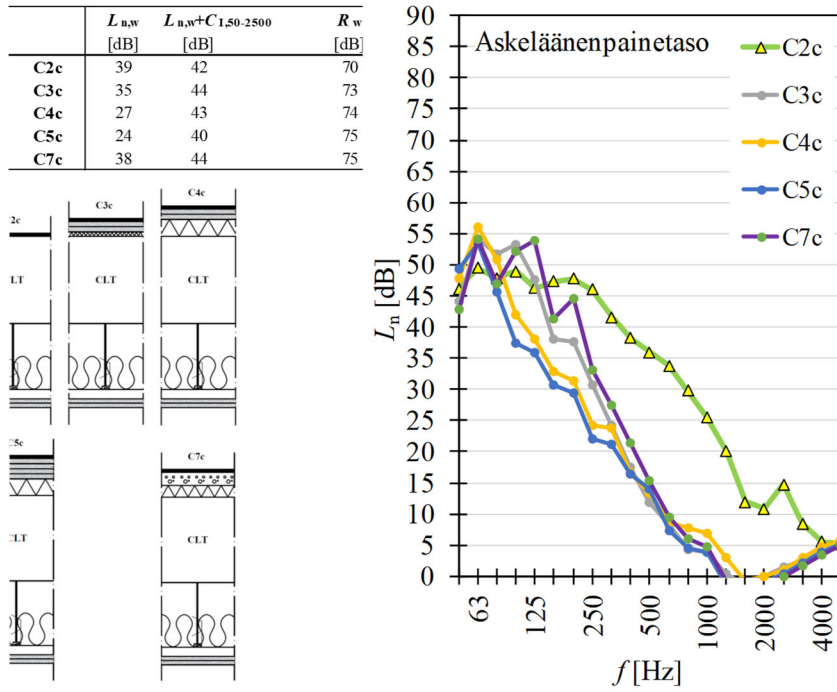 L n,w L n,w+C I,50-2500 R w
[dB] [dB] [dB]
C2c 39 42 70
C3c 35 44 73
C4c 27 43 74
C5c 24 40 75
C7c 38 44 75
C4c
C3c
2c
LT
CLT
CLT
C5c
C7c
CLT
CLT
Askeläänenpainetaso
C2c
C3c
C4c
C5c
C7c
90
85
80
75
70
65
60
55
50
45
40
35
30
25
20
15
10
5
0
L n [dB]
63 125 250 500 1000 2000 4000
f [Hz]